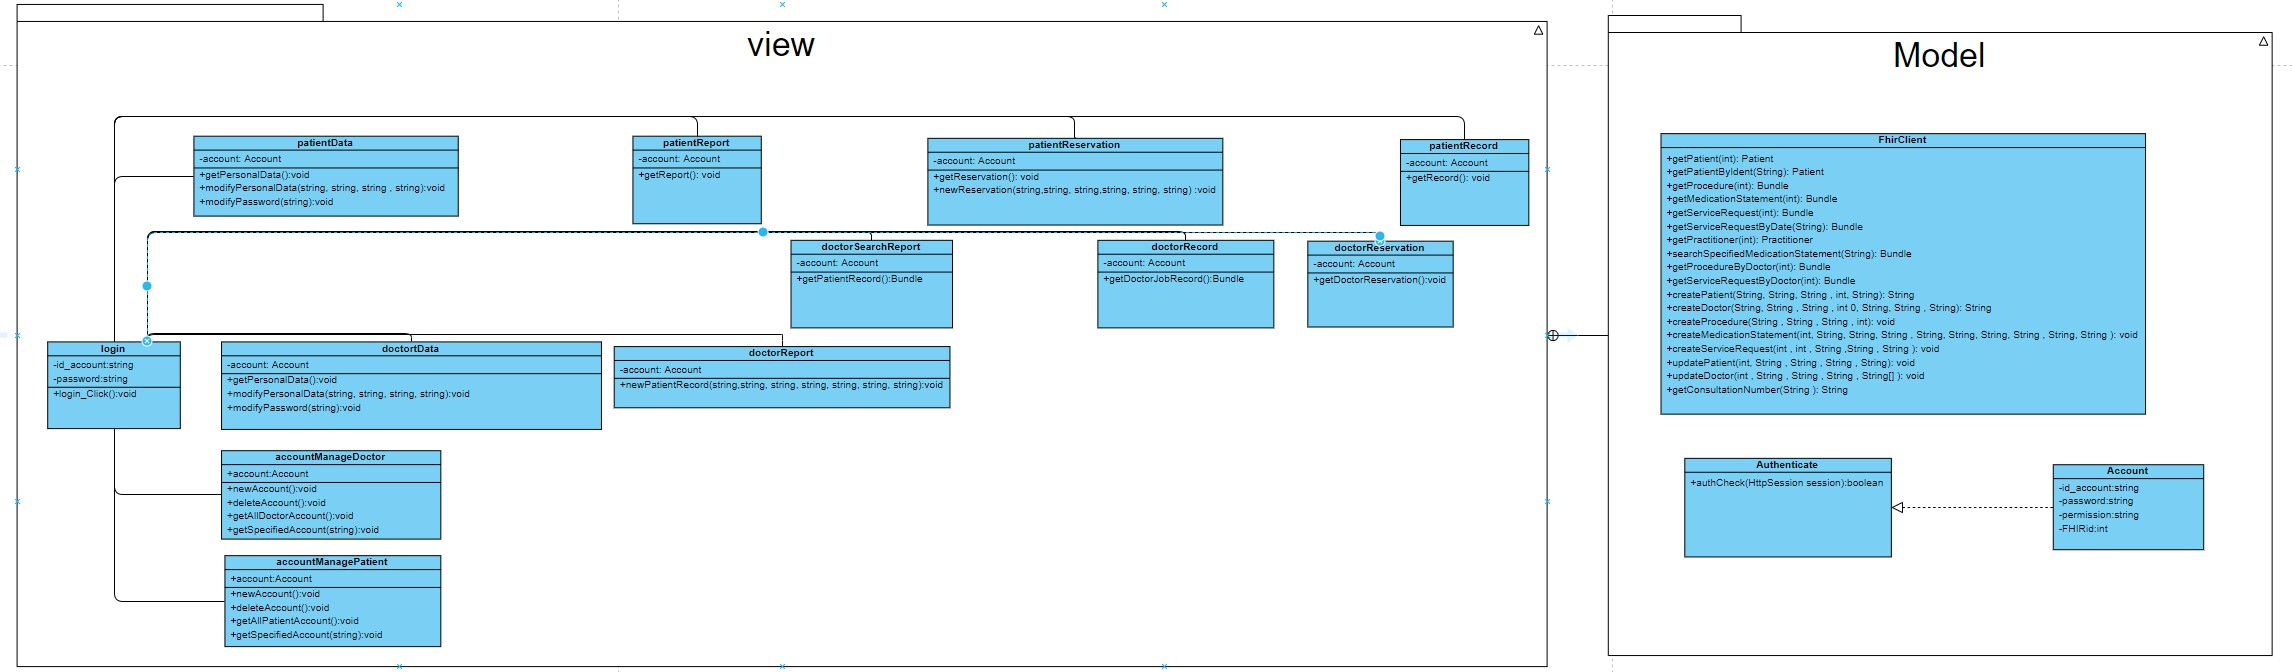 view
patientData
-account: Account
+getPersonalData():void
+modifyPersonalData(string, string, string , string):void
+modifyPassword(string):void
patientReport
-account: Account
+getReport(): void
patientReservation
-account: Account
+getReservation(): void
+newReservation(string,string, string,string, string, string) :void
patientRecord
-account: Account
+getRecord(): void
doctorSearchReport
-account: Account
+getPatientRecord():Bundle
doctorRecord
-account: Account
+getDoctorJobRecord():Bundle
doctorReservation
-account: Account
+getDoctorReservation():void
login
-id_account:string
-password:string
+login_Click():void
doctortData
-account: Account
+getPersonalData():void
+modifyPersonalData(string, string, string, string):void
+modifyPassword(string):void
doctorReport
-account: Account
+newPatientRecord(string,string, string, string, string, string, string):void
accountManageDoctor
+account:Account
+newAccount():void
+deleteAccount():void
+getAllDoctorAccount():void
+getSpecifiedAccount(string):void
accountManagePatient
+account:Account
+newAccount():void
+deleteAccount():void
+getAllPatientAccount():void
+getSpecifiedAccount(string):void
Model
FhirClient
+getPatient(int): Patient
+getPatientByIdent(String): Patient
+getProcedure(int): Bundle
+getMedicationStatement(int): Bundle
+getServiceRequest(int): Bundle
+getServiceRequestByDate(String): Bundle
+getPractitioner(int): Practitioner
+searchSpecifiedMedicationStatement(String): Bundle
+getProcedureByDoctor(int): Bundle
+getServiceRequestByDoctor(int): Bundle
+createPatient(String, String, String , int, String): String
+createDoctor(String, String , String , int 0, String, String , String): String
+createProcedure(String , String , String , int): void
+createMedicationStatement(int, String, String, String , String, String, String, String , String, String ): void
+createServiceRequest(int , int , String ,String , String ): void
+updatePatient(int, String , String , String , String): void
+updateDoctor(int , String , String , String , String[] ): void
+getConsultationNumber(String ): String
Authenticate
+authCheck(HttpSession session):boolean
Account
-id_account:string
-password:string
-permission:string
-FHIRid:int